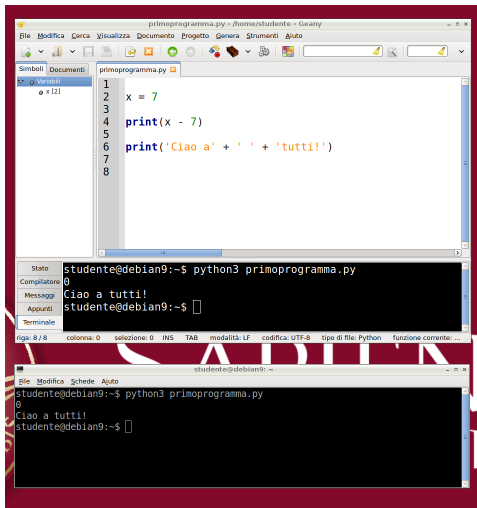 primoprogramma.py - /home/studente - Geany
File Modifica Cerca Visualizza Documento Progetto Genera Strumenti Aiuto
Simboli Documenti primoprogramma.py
Variabili
x [2]
1
2 x = 7
3
4 print(x - 7)
5
6 print('Ciao a' + ' ' + 'tutti!')
7
8
Stato
Compilatore
Messaggi
Appunti
Terminale
studente@debian9:~$ python3 primoprogramma.py
0
Ciao a tutti!
studente@debian9:~$
riga: 8 / 8 colonna: 0 selezione: 0 INS TAB modalità: LF codifica: UTF-8 tipo di file: Python funzione corrente: ...
SAPIEN
studente@debian9: ~
File Modifica Schede Aiuto
studente@debian9:~$ python3 primoprogramma.py
0
Ciao a tutti!
studente@debian9:~$